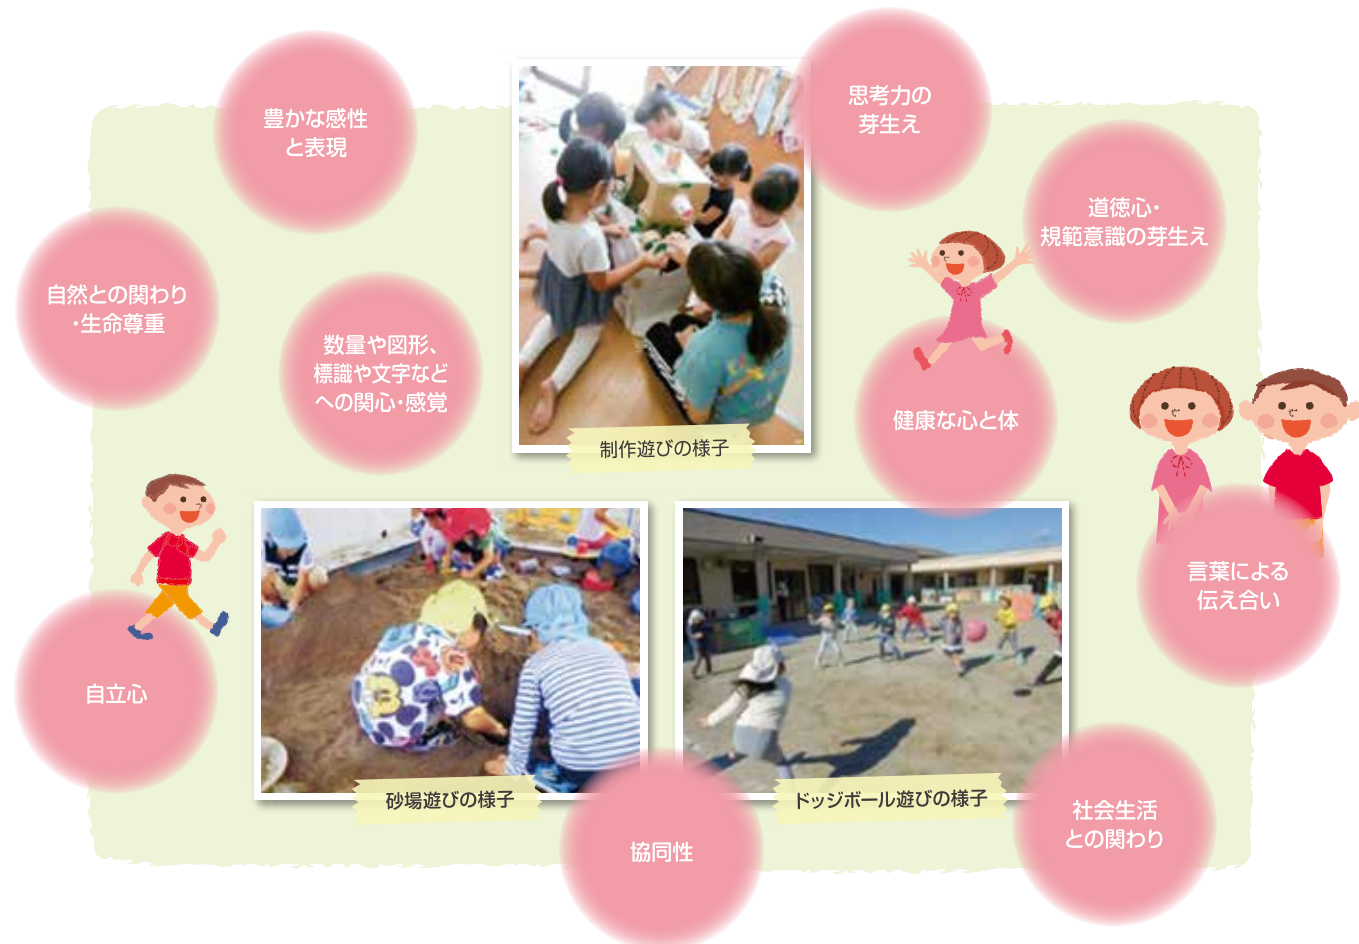 豊かな感性
と表現
思考力の
芽生え
道徳心・
規範意識の芽生え
自然との関わり
・生命尊重
数量や図形、
標識や文字など
への関心・感覚
健康な心と体
制作遊びの様子
言葉による
伝え合い
自立心
砂場遊びの様子
ドッジボール遊びの様子
協同性
社会生活
との関わり